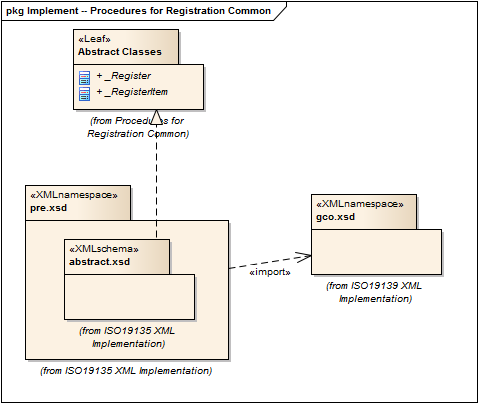 pkg Implement -- Procedures for Registration Common
«Leaf»
Abstract Classes
+ _Register
+ _RegisterItem
(from Procedures for
Registration Common)
«XMLnamespace»
pre.xsd
«XMLschema»
abstract.xsd
(from ISO19135 XML
Implementation)
(from ISO19135 XML Implementation)
«import»
«XMLnamespace»
gco.xsd
(from ISO19139 XML
Implementation)